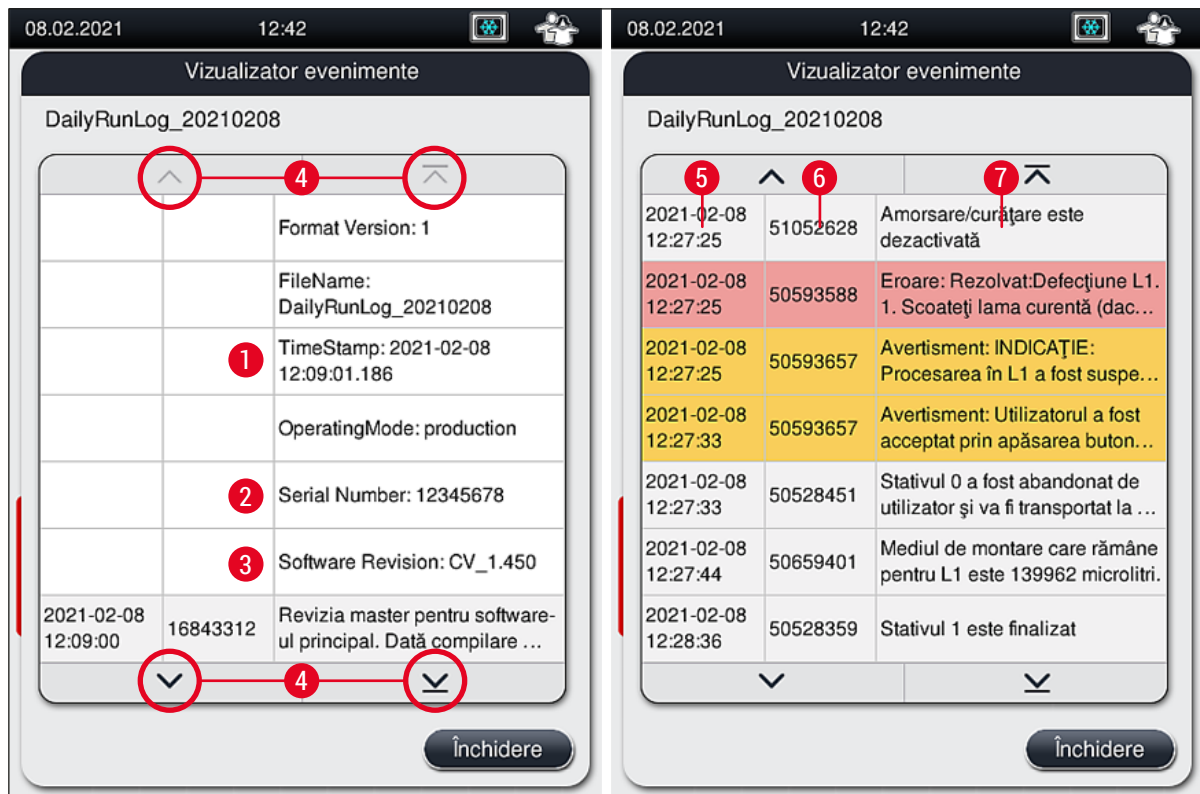 08.02.2021 12:42
Vizualizator evenimente
DailyRunLog_20210208
4
Format Version: 1
FileName:
DailyRunLog_20210208
1
TimeStamp: 2021-02-08
12:09:01.186
OperatingMode: production
2
Serial Number: 12345678
3
Software Revision: CV_1.450
2021-02-08
12:09:00
16843312
Revizia master pentru software-
ul principal. Dată compilare ...
4
Închidere
08.02.2021 12:42
Vizualizator evenimente
DailyRunLog_20210208
5 6 7
2021-02-08
12:27:25
51052628
Amorsare/curăţare este
dezactivată
2021-02-08
12:27:25
50593588
Eroare: Rezolvat:Defecţiune L1.
1. Scoateţi lama curentă (dac...
2021-02-08
12:27:25
50593657
Avertisment: INDICAŢIE:
Procesarea în L1 a fost suspe...
2021-02-08
12:27:33
50593657
Avertisment: Utilizatorul a fost
acceptat prin apăsarea buton...
2021-02-08
12:27:33
50528451
Stativul 0 a fost abandonat de
utilizator şi va fi transportat la ...
2021-02-08
12:27:44
50659401
Mediul de montare care rămâne
pentru L1 este 139962 microlitri.
2021-02-08
12:28:36
50528359
Stativul 1 este finalizat
Închidere